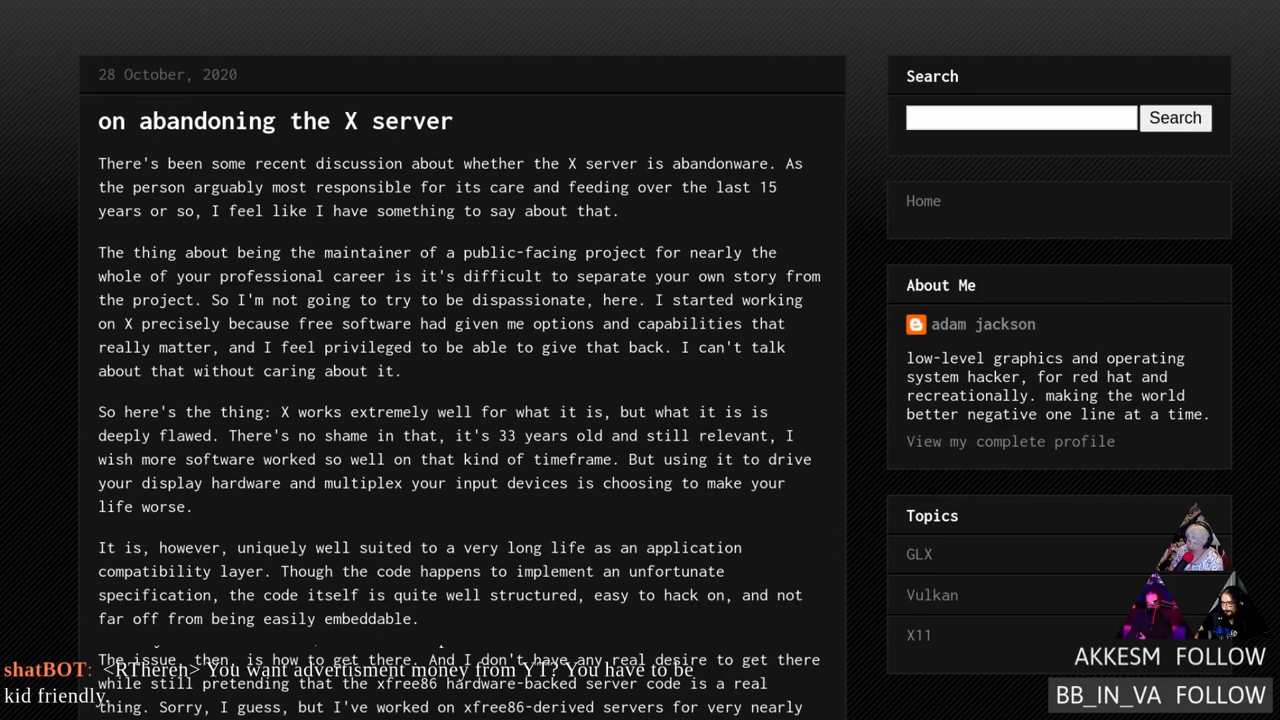 28 October, 2020
on abandoning the X server
There's been some recent discussion about whether the X server is abandonware. As
the person arguably most responsible for its care and feeding over the last 15
years or so, I feel like I have something to say about that.
The thing about being the maintainer of a public-facing project for nearly the
whole of your professional career is it's difficult to separate your own story from
the project. So I'm not going to try to be dispassionate, here. I started working
on X precisely because free software had given me options and capabilities that
really matter, and I feel privileged to be able to give that back. I can't talk
about that without caring about it.
So here's the thing: X works extremely well for what it is, but what it is is
deeply flawed. There's no shame in that, it's 33 years old and still relevant, I
wish more software worked so well on that kind of timeframe. But using it to drive
your display hardware and multiplex your input devices is choosing to make your
life worse.
It is, however, uniquely well suited to a very long life as an application
compatibility layer. Though the code happens to implement an unfortunate
specification, the code itself is quite well structured, easy to hack on, and not
far off from being easily embeddable.
The issue, then, is how to get there. And I don't have any real desire to get there
while still pretending that the xfree86 hardware-backed server code is a real
thing. Sorry, I guess, but I've worked on xfree86-derived servers for very nearly
shatBOT: <RTheren> You want advertisment money from YT? You have to be
kid friendly,
Search
Search
Home
About Me
adam jackson
low-level graphics and operating
system hacker, for red hat and
recreationally. making the world
better negative one line at a time.
View my complete profile
Topics
GLX
Vulkan
X11
AKKESM FOLLOW
BB_IN_VA FOLLOW